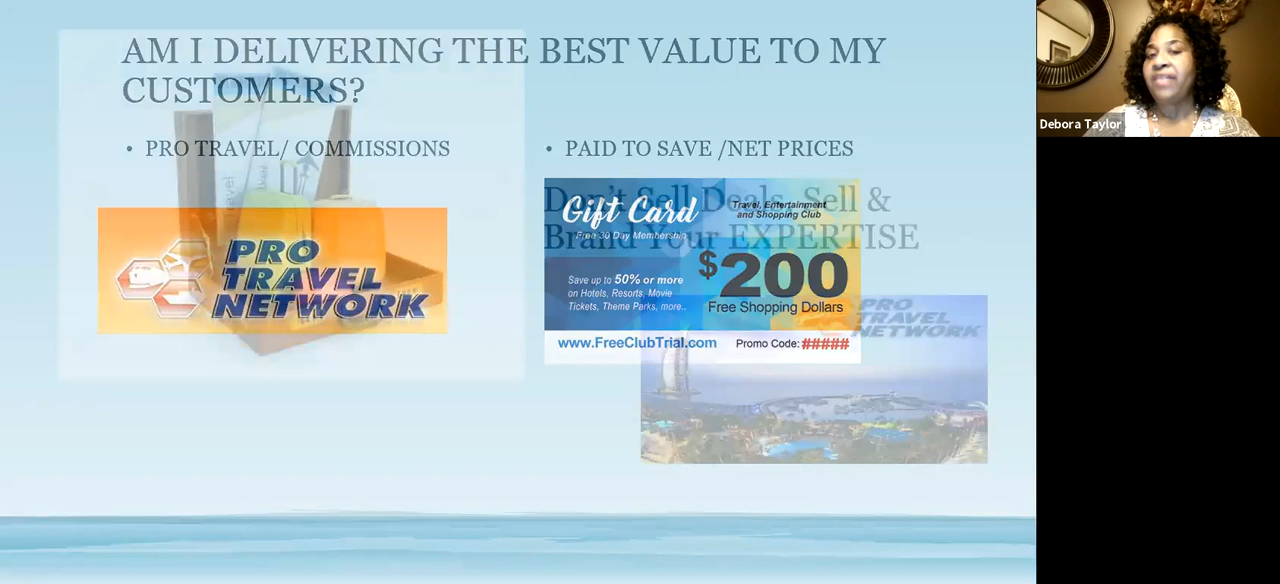 AM I DELIVERING THE BEST VALUE TO MY
CUSTOMERS?
• PRO TRAVEL/ COMMISSIONS
PRO
TRAVEL
NETWORK
• PAID TO SAVE /NET PRICES
Don't Sell Deals, Sell &
Brand Your EXPERTISE
Gift Card
Free 30 Day Membership
Travel, Entertainment
and Shopping Club
Save up to 50% or more
on Hotels, Resorts, Movie
Tickets, Theme Parks, more..
$200
Free Shopping Dollars
www.FreeClubTrial.com
Promo Code: #####
PRO
TRAVEL
NETWORK
Debora Taylor